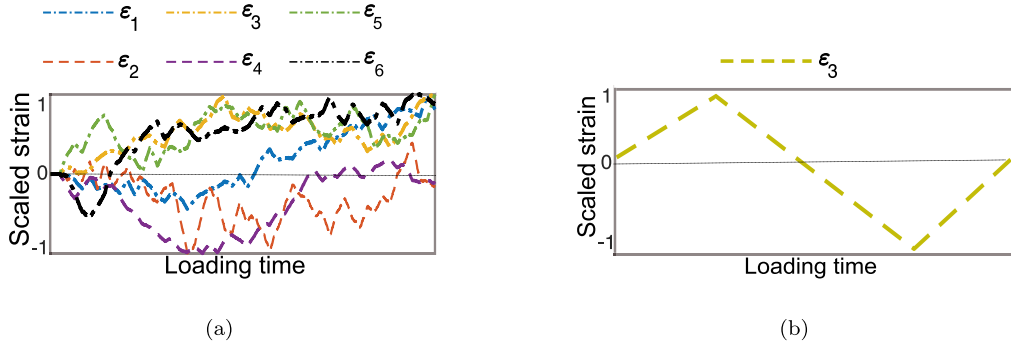 ε1 ε3 ε5
ε2 ε4 ε6
Scaled strain
1
0
-1
Loading time
(a)
ε3
Scaled strain
1
0
-1
Loading time
(b)